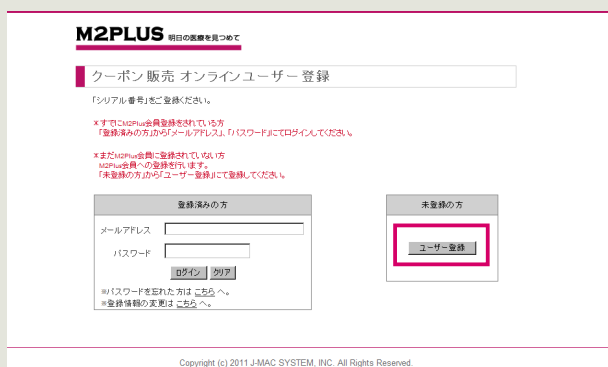 M2PLUS 明日の医療を見つめて
クーポン販売 オンラインユーザー登録
「シリアル番号」をご登録ください。
×すでにM2Plus会員登録をされている方
「登録済みの方」から「メールアドレス」、「パスワード」にてログインしてください。
×まだM2Plus会員に登録されていない方
M2Plus会員への登録を行います。
「未登録の方」から「ユーザー登録」にて登録してください。
登録済みの方
メールアドレス
パスワード
ログイン クリア
※パスワードを忘れた方は こちら へ。
※登録情報の変更は こちら へ。
未登録の方
ユーザー登録
Copyright (c) 2011 J-MAC SYSTEM, INC. All Rights Reserved.